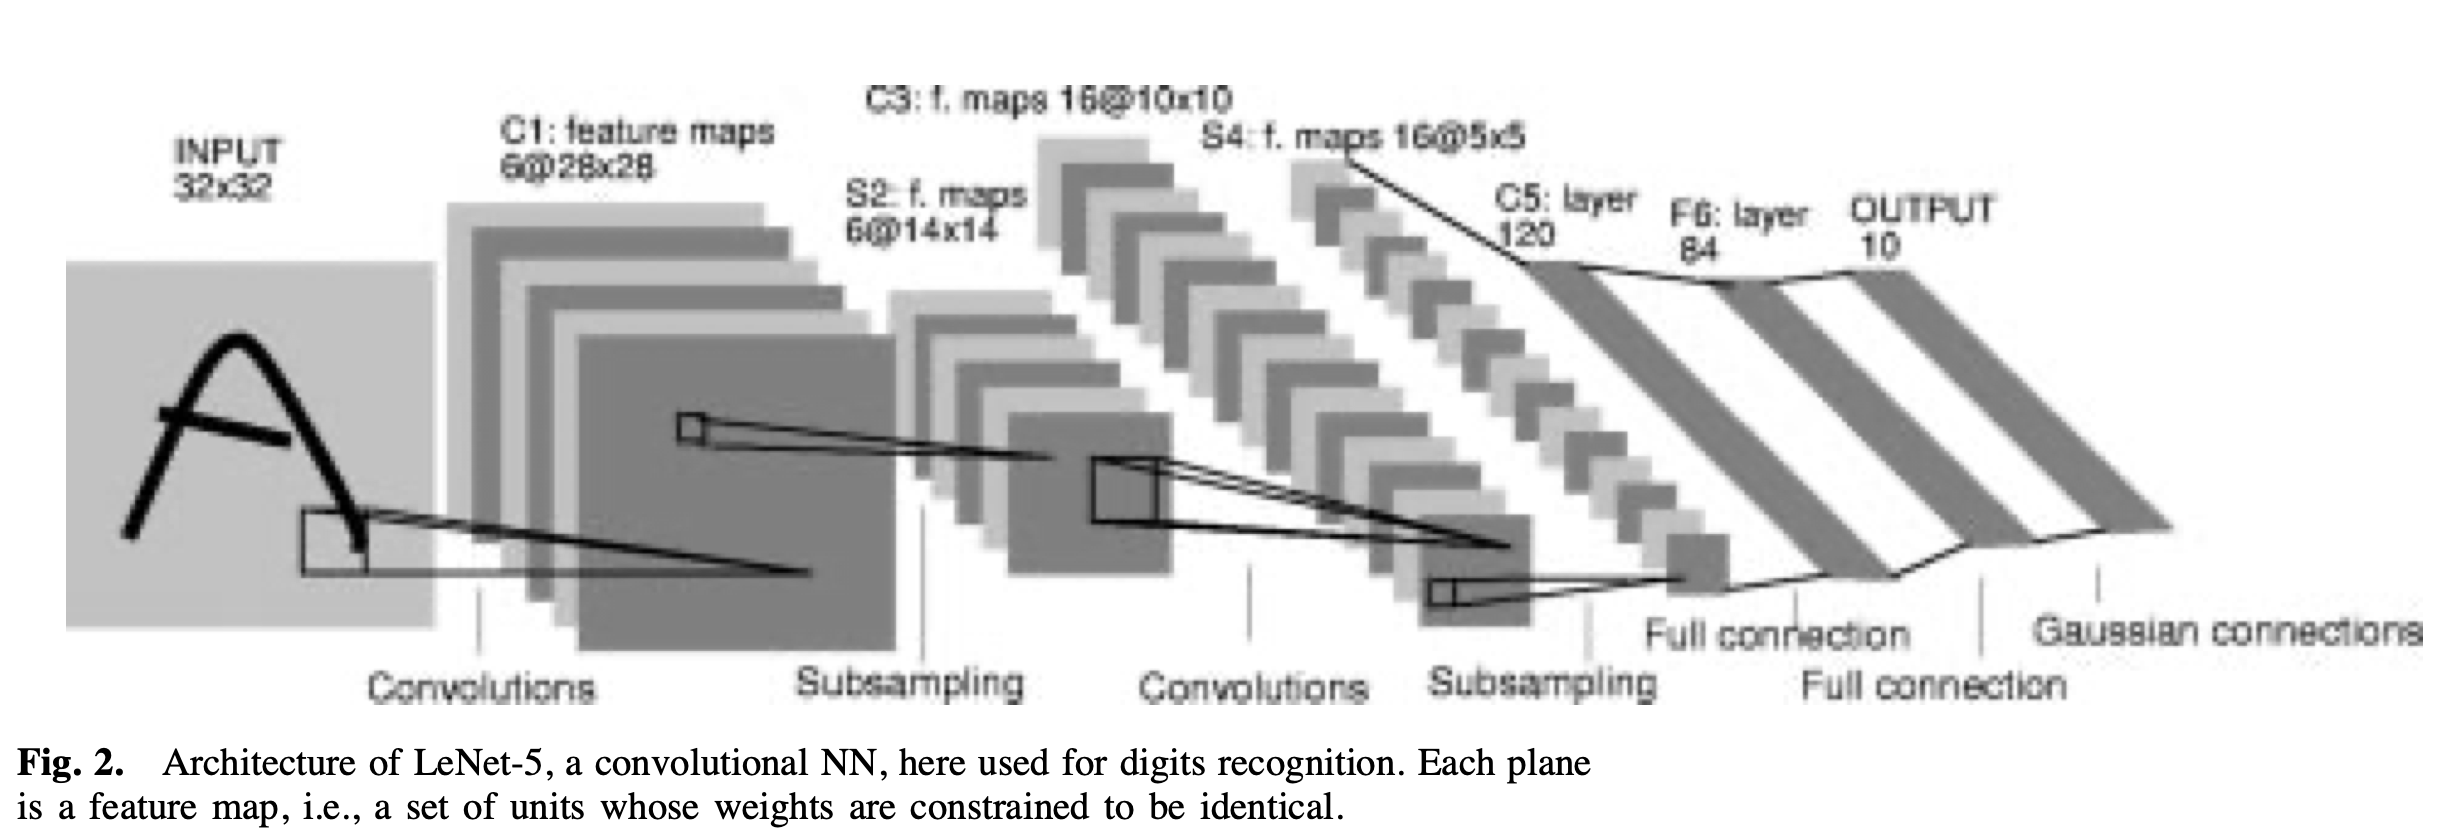 INPUT
32x32
C1: feature maps
6@28x28
S2: f. maps
6@14x14
C3: f. maps 16@10x10
S4: f. maps 16@5x5
C5: layer
120
F6: layer
84
OUTPUT
10
Convolutions
Subsampling
Convolutions
Subsampling
Full connection
Full connection
Gaussian connections
Fig. 2. Architecture of LeNet-5, a convolutional NN, here used for digits recognition. Each plane
is a feature map, i.e., a set of units whose weights are constrained to be identical.